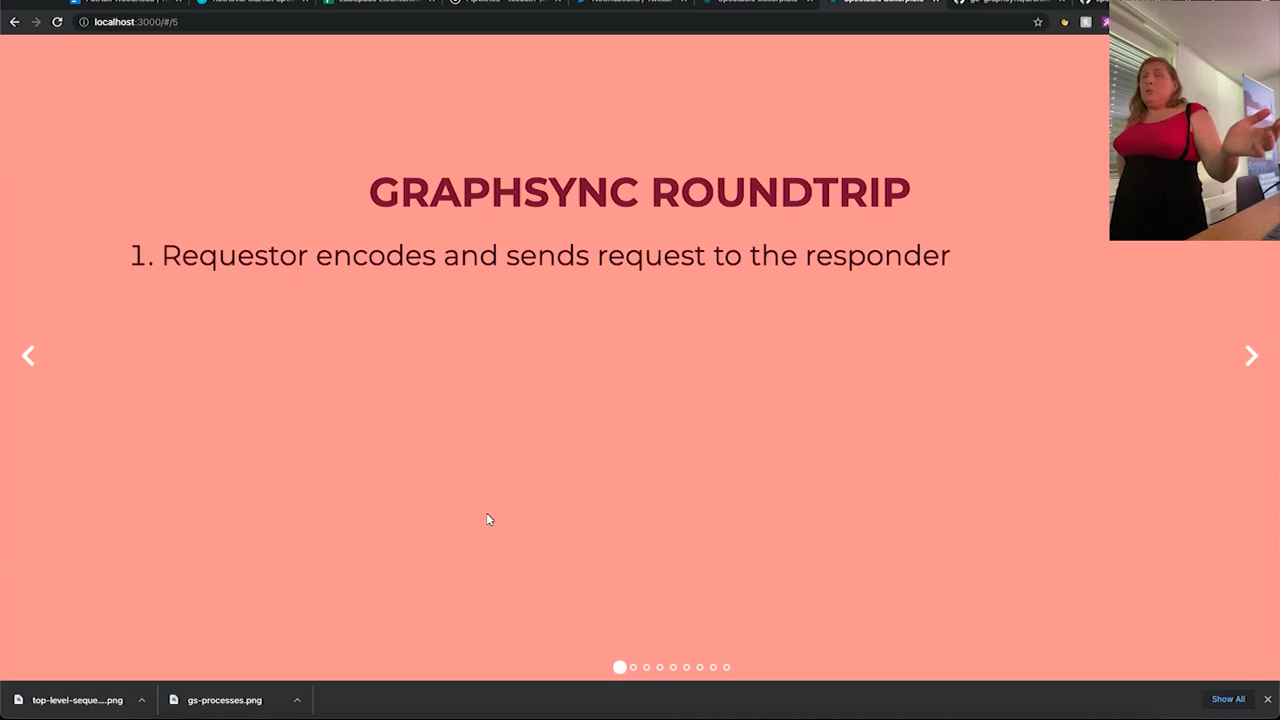 localhost:3000/#/5
GRAPHSYNC ROUNDTRIP
1. Requestor encodes and sends request to the responder
top-level-seque....png
gs-processes.png
Show All